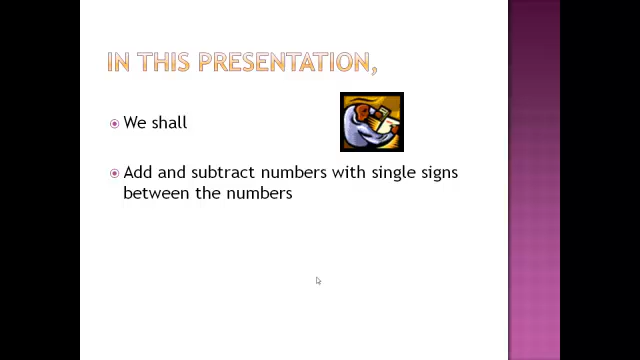 IN THIS PRESENTATION,
We shall
Add and subtract numbers with single signs
between the numbers